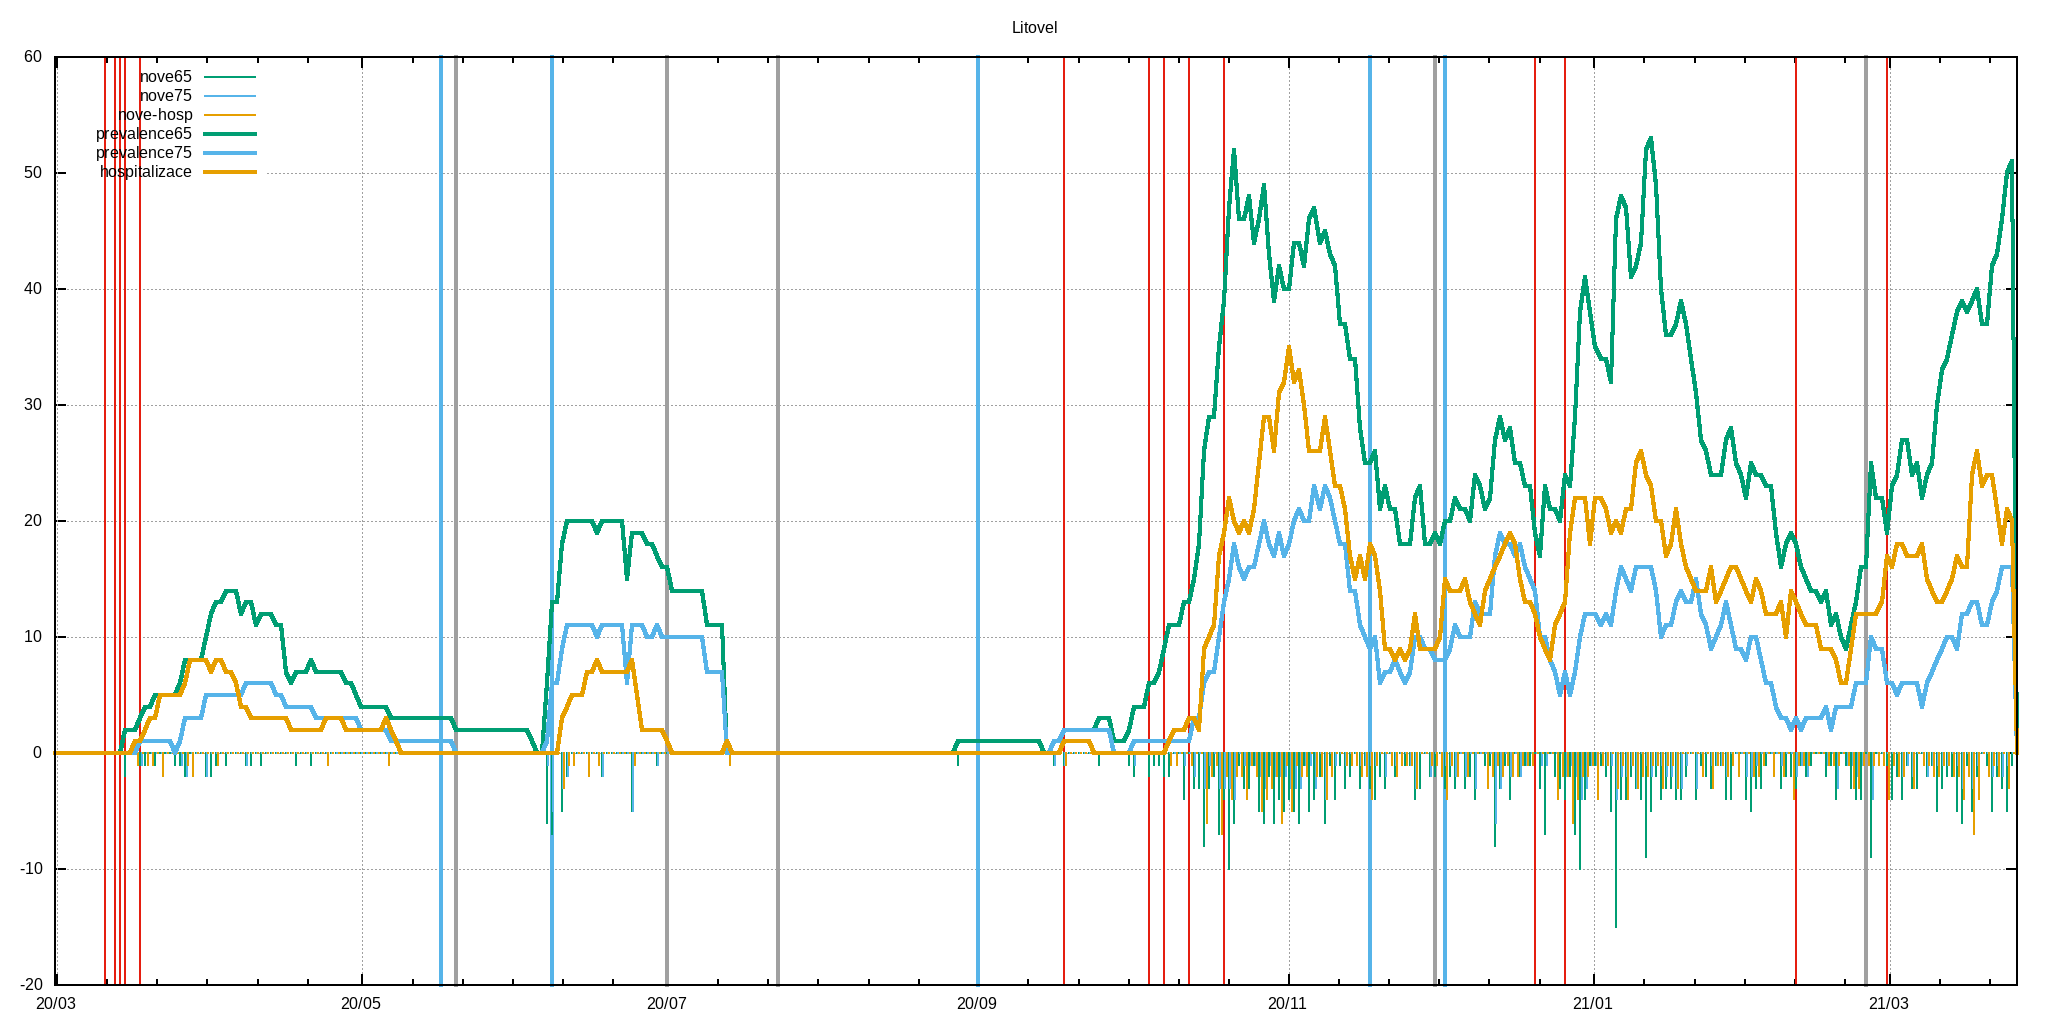 Litovel
60
nove65
nove75
nove-hosp
prevalence65
prevalence75
hospitalizace
50
40
30
20
10
0
-10
-20
20/03 20/05 20/07 20/09 20/11 21/01 21/03